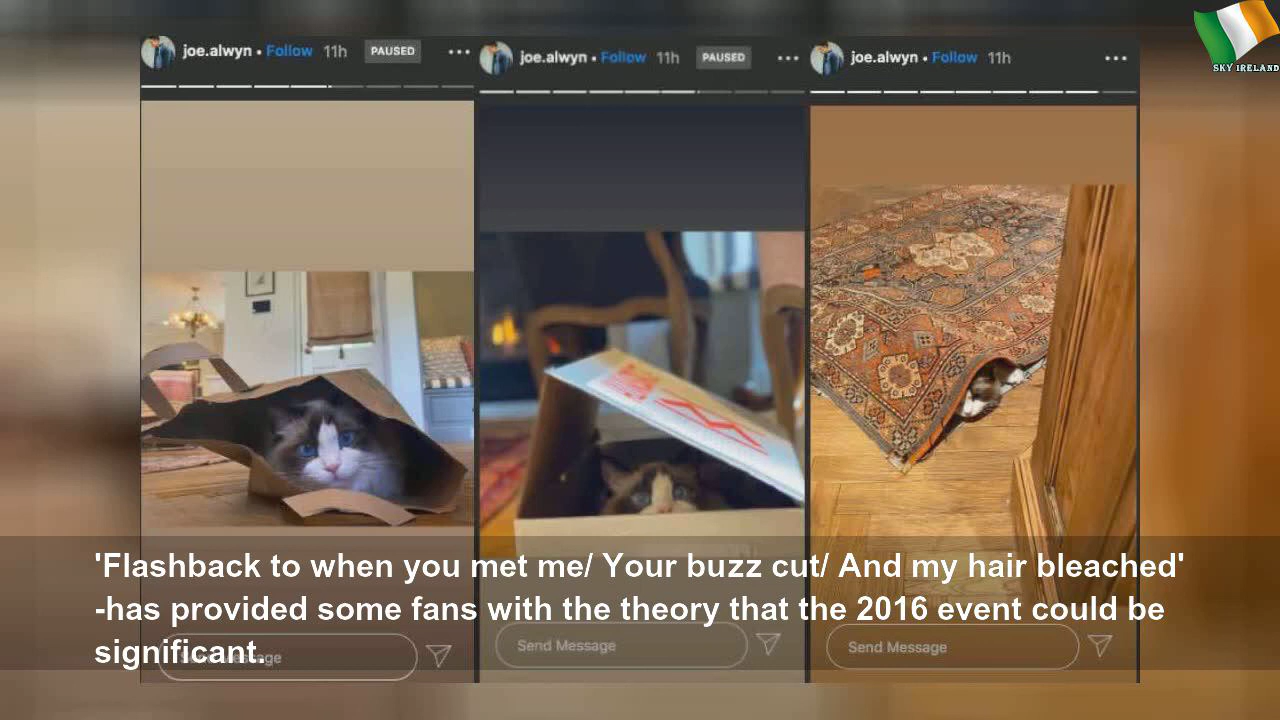 joe.alwyn • Follow 11h PAUSED
joe.alwyn • Follow 11h PAUSED
joe.alwyn • Follow 11h
SKY IRELAND
'Flashback to when you met me/ Your buzz cut/ And my hair bleached'
-has provided some fans with the theory that the 2016 event could be
significant.
Send Message
Send Message
Send Message